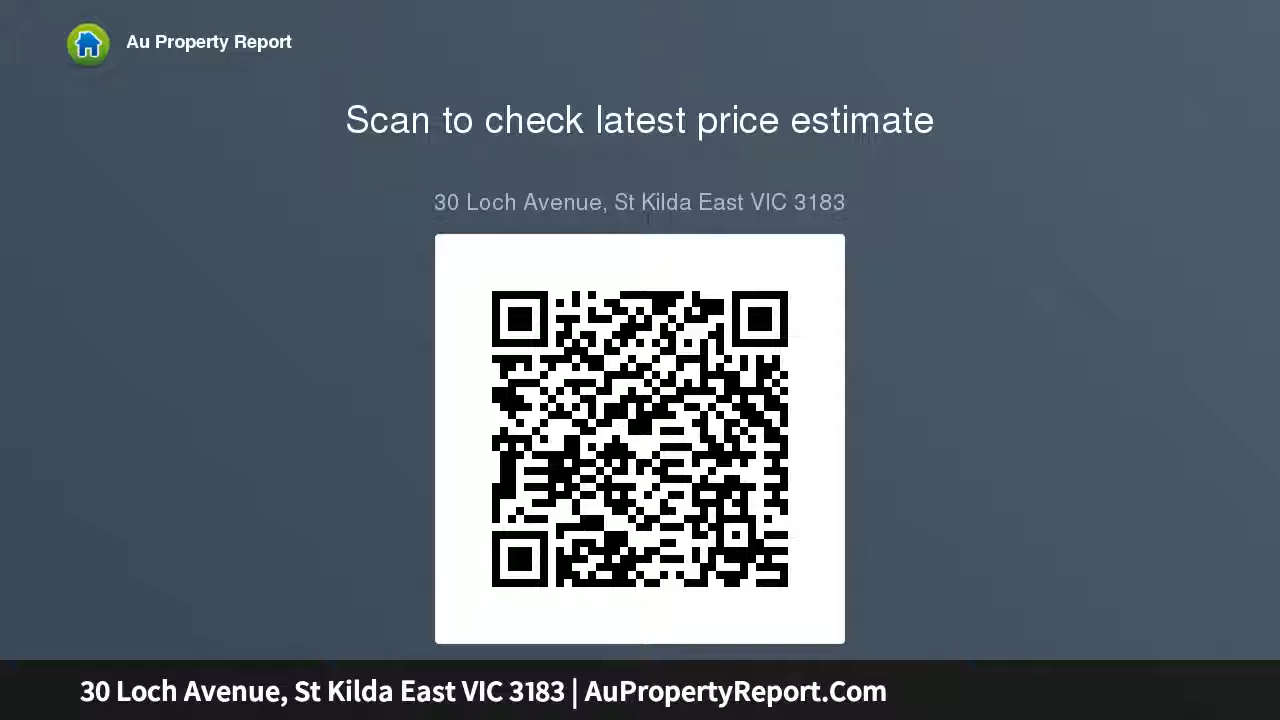 Au Property Report
Scan to check latest price estimate
30 Loch Avenue, St Kilda East VIC 3183
30 Loch Avenue, St Kilda East VIC 3183 | AuPropertyReport.Com